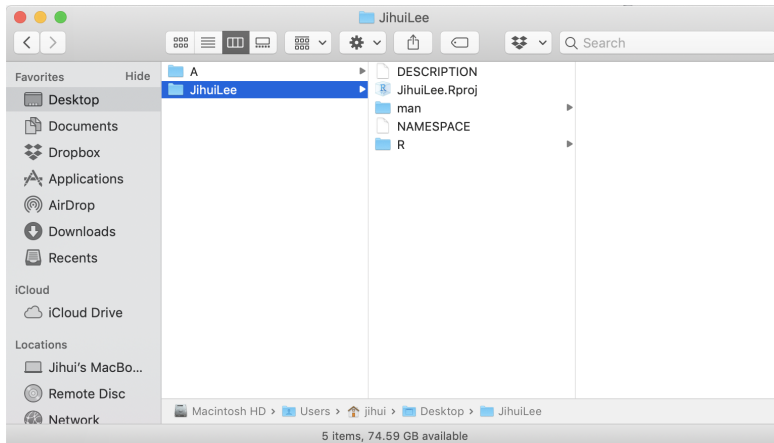 JihuiLee
Search
Favorites Hide
Desktop
Documents
Dropbox
Applications
AirDrop
Downloads
Recents
iCloud
iCloud Drive
Locations
Jihui's MacBo...
Remote Disc
Network
A
JihuiLee
DESCRIPTION
JihuiLee.Rproj
man
NAMESPACE
R
Macintosh HD › Users › jihui › Desktop › JihuiLee
5 items, 74.59 GB available